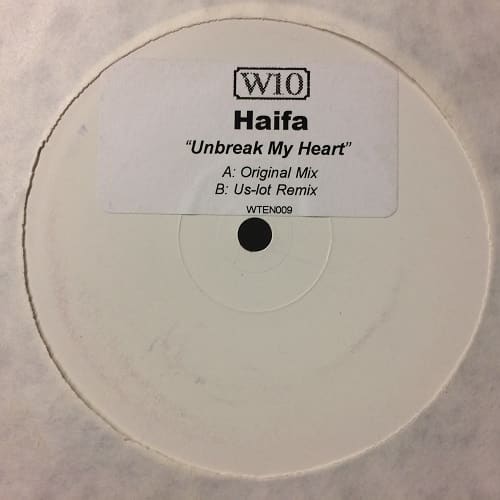 W10
Haifa
“Unbreak My Heart”
A: Original Mix
B: Us-lot Remix
WTEN009